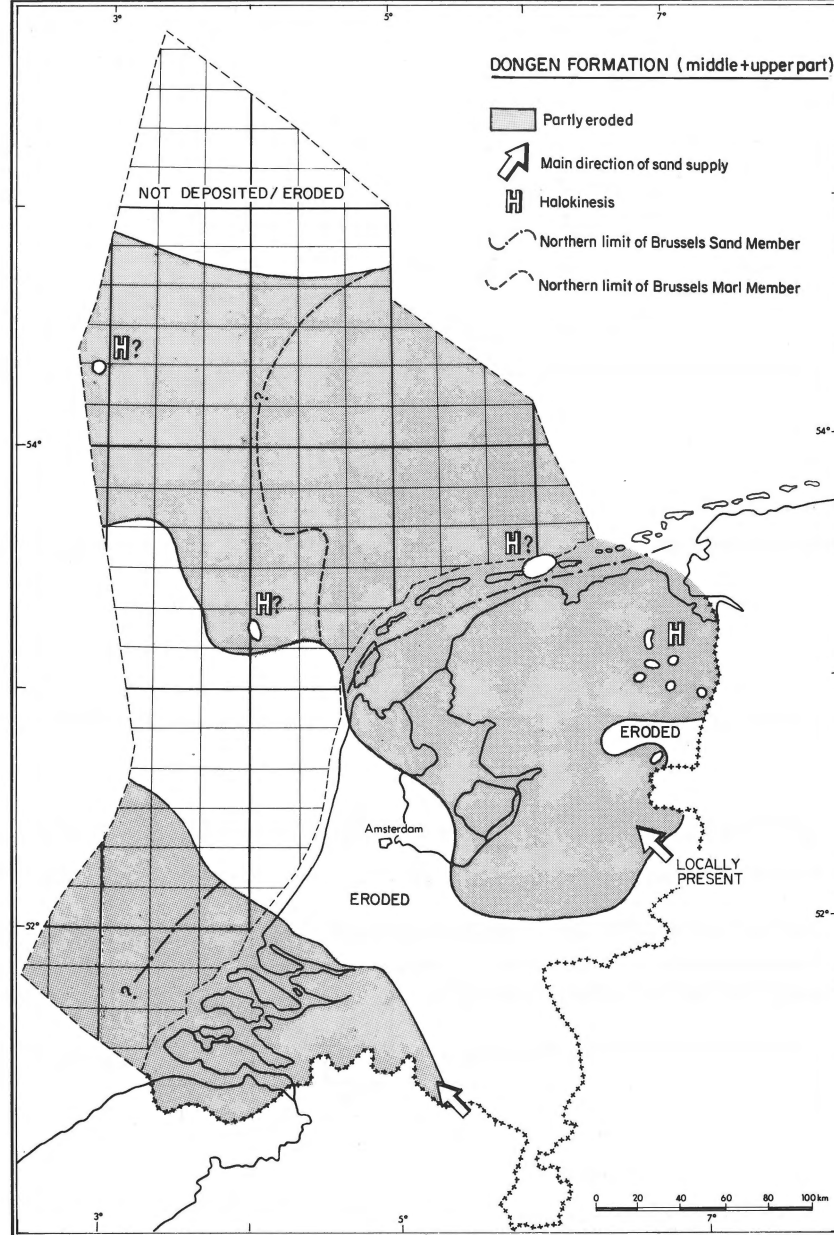 3°
5°
7°
DONGEN FORMATION (middle+upper part)
Partly eroded
Main direction of sand supply
H Halokinesis
Northern limit of Brussels Sand Member
Northern limit of Brussels Marl Member
NOT DEPOSITED/ERODED
H?
?
54°
54°
H?
H?
H
ERODED
Amsterdam
LOCALLY
PRESENT
ERODED
52°
52°
?
0 20 40 60 80 100 km
3°
5°
7°